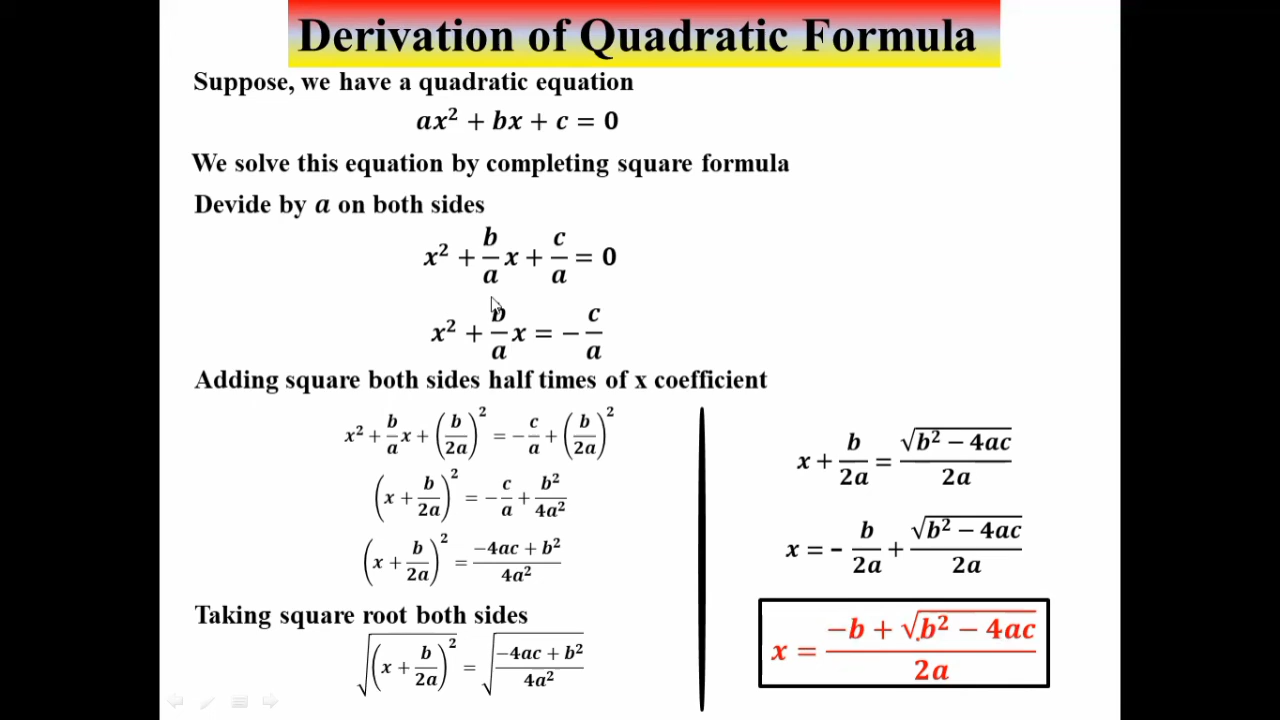 Derivation of Quadratic Formula
Suppose, we have a quadratic equation
ax² + bx + c = 0
We solve this equation by completing square formula
Devide by a on both sides
x² + b/a x + c/a = 0
x² + b/a x = − c/a
Adding square both sides half times of x coefficient
x² + b/a x + (b/2a)² = − c/a + (b/2a)²
(x + b/2a)² = − c/a + b²/4a²
(x + b/2a)² = (−4ac + b²)/4a²
Taking square root both sides
√(x + b/2a)² = √((−4ac + b²)/4a²)
x + b/2a = √(b² − 4ac)/2a
x = - b/2a + √(b² − 4ac)/2a
x = (−b + √(b² − 4ac))/2a